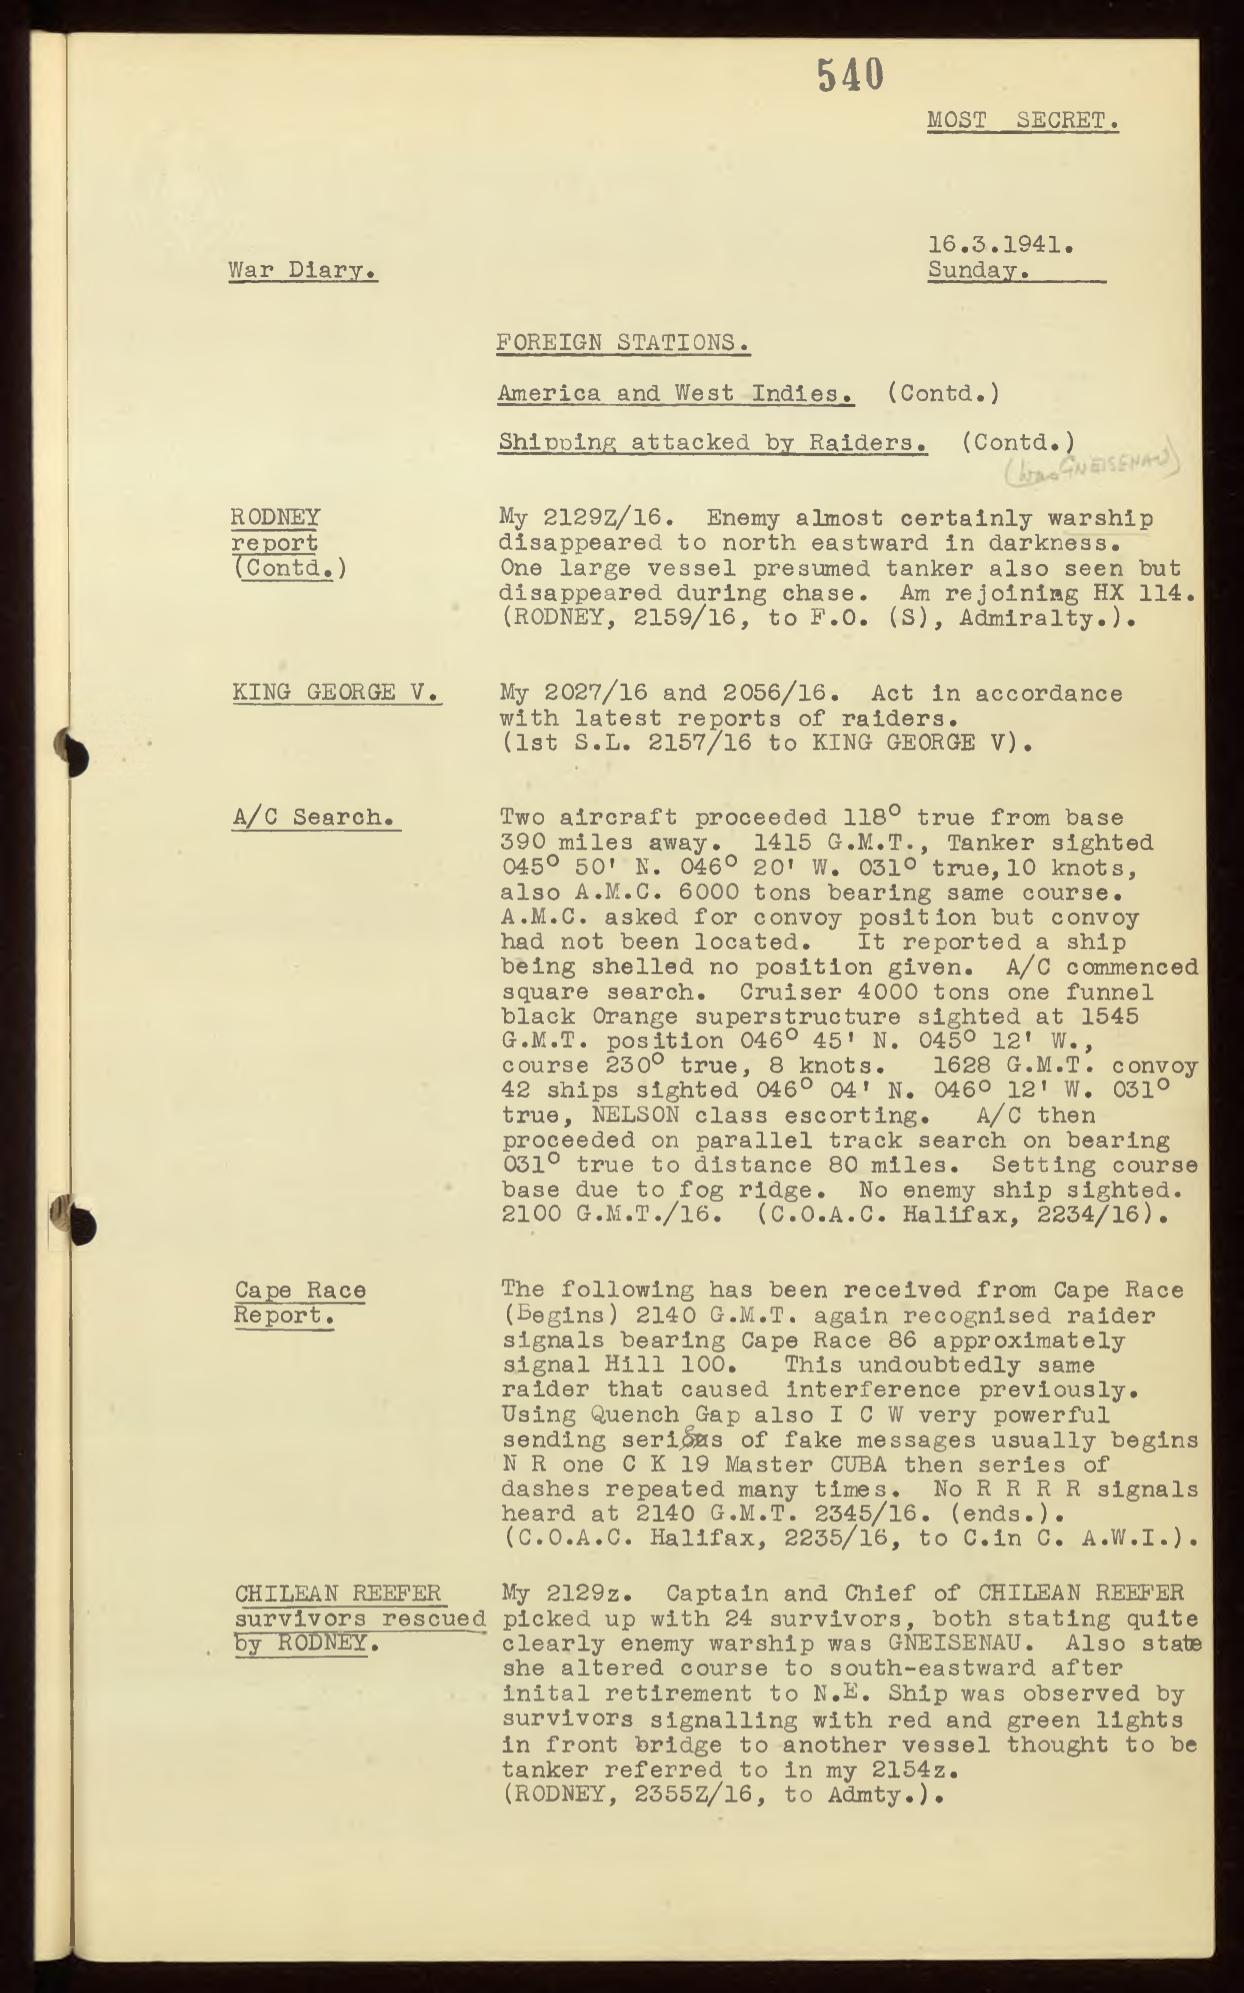 540
MOST SECRET.
16.3.1941.
War Diary.
Sunday.
FOREIGN STATIONS.
America and West Indies. (Contd.)
Shipping attacked by Raiders. (Contd.)
(was GNEISENAU)
RODNEY
report
(Contd.)
My 2129Z/16. Enemy almost certainly warship
disappeared to north eastward in darkness.
One large vessel presumed tanker also seen but
disappeared during chase. Am rejoining HX 114.
(RODNEY, 2159/16, to F.O. (S), Admiralty.).
KING GEORGE V.
My 2027/16 and 2056/16. Act in accordance
with latest reports of raiders.
(1st S.L. 2157/16 to KING GEORGE V).
A/C Search.
Two aircraft proceeded 118° true from base
390 miles away. 1415 G.M.T., Tanker sighted
045° 50' N. 046° 20' W. 031° true, 10 knots,
also A.M.C. 6000 tons bearing same course.
A.M.C. asked for convoy position but convoy
had not been located. It reported a ship
being shelled no position given. A/C commenced
square search. Cruiser 4000 tons one funnel
black Orange superstructure sighted at 1545
G.M.T. position 046° 45' N. 045° 12' W.,
course 230° true, 8 knots. 1628 G.M.T. convoy
42 ships sighted 046° 04' N. 046° 12' W. 031°
true, NELSON class escorting. A/C then
proceeded on parallel track search on bearing
031° true to distance 80 miles. Setting course
base due to fog ridge. No enemy ship sighted.
2100 G.M.T./16. (C.O.A.C. Halifax, 2234/16).
Cape Race
Report.
The following has been received from Cape Race
(Begins) 2140 G.M.T. again recognised raider
signals bearing Cape Race 86 approximately
signal Hill 100. This undoubtedly same
raider that caused interference previously.
Using Quench Gap also I C W very powerful
sending series of fake messages usually begins
N R one C K 19 Master CUBA then series of
dashes repeated many times. No R R R R signals
heard at 2140 G.M.T. 2345/16. (ends.).
(C.O.A.C. Halifax, 2235/16, to C.in C. A.W.I.).
CHILEAN REEFER
survivors rescued
by RODNEY.
My 2129z. Captain and Chief of CHILEAN REEFER
picked up with 24 survivors, both stating quite
clearly enemy warship was GNEISENAU. Also state
she altered course to south-eastward after
inital retirement to N.E. Ship was observed by
survivors signalling with red and green lights
in front bridge to another vessel thought to be
tanker referred to in my 2154z.
(RODNEY, 2355Z/16, to Admty.).